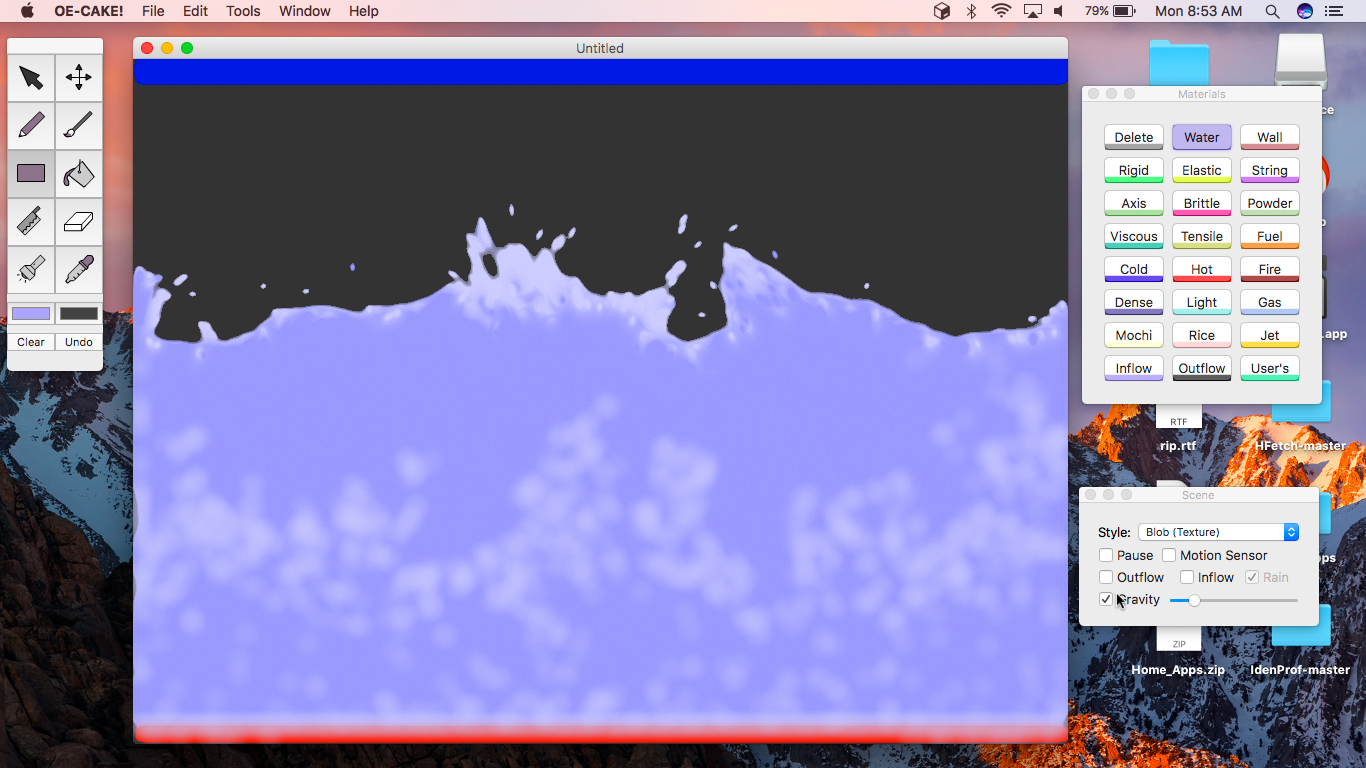 OE-CAKE! File Edit Tools Window Help 79% Mon 8:53 AM
Untitled
Clear Undo
Materials
Delete Water Wall
Rigid Elastic String
Axis Brittle Powder
Viscous Tensile Fuel
Cold Hot Fire
Dense Light Gas
Mochi Rice Jet
Inflow Outflow User's
Scene
Style: Blob (Texture)
Pause Motion Sensor
Outflow Inflow Rain
Gravity
ce
.app
RTF
rip.rtf HFetch-master
ps
ZIP
Home_Apps.zip IdenProf-master